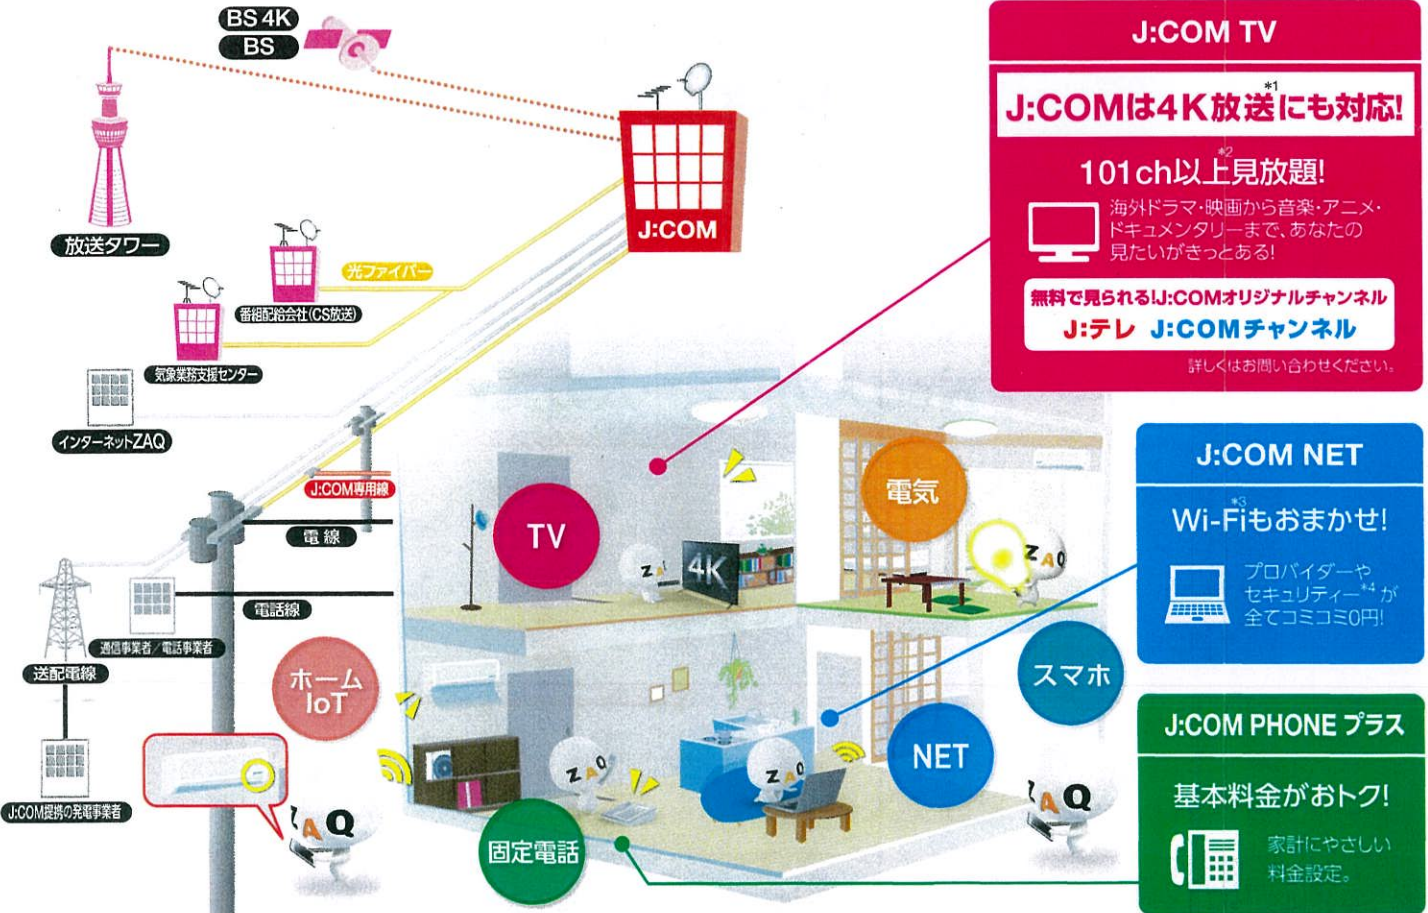 BS 4K
BS
放送タワー
番組配給会社(CS放送)
光ファイバー
気象業務支援センター
インターネットZAQ
J:COM
J:COM専用線
電線
電話線
通信事業者/電話事業者
送配電線
J:COM提携の発電事業者
ホーム
IoT
TV
4K
電気
スマホ
NET
固定電話
ZAQ
ZAQ
ZAQ
ZAQ
ZAQ
J:COM TV
J:COMは4K放送にも対応!*1
101ch以上見放題!*2
海外ドラマ・映画から音楽・アニメ・
ドキュメンタリーまで、あなたの
見たいがきっとある!
無料で見られる!J:COMオリジナルチャンネル
J:テレ J:COMチャンネル
詳しくはお問い合わせください。
J:COM NET
Wi-Fiもおまかせ!*3
プロバイダーや
セキュリティー*4が
全てコミコミ0円!
J:COM PHONE プラス
基本料金がおトク!
家計にやさしい
料金設定。